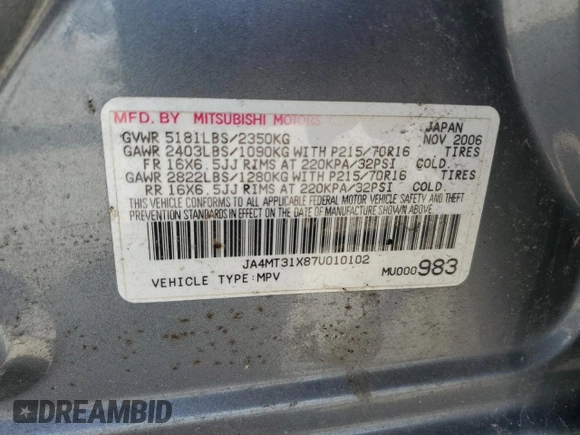 MFD. BY MITSUBISHI MOTORS JAPAN
GVWR 5181LBS/2350KG NOV 2006
GAWR 2403LBS/1090KG WITH P215/70R16 TIRES
FR 16X6.5JJ RIMS AT 220KPA/32PSI COLD.
GAWR 2822LBS/1280KG WITH P215/70R16 TIRES
RR 16X6.5JJ RIMS AT 220KPA/32PSI COLD.
THIS VEHICLE CONFORMS TO ALL APPLICABLE FEDERAL MOTOR VEHICLE SAFETY AND THEFT
PREVENTION STANDARDS IN EFFECT ON THE DATE OF MANUFACTURE SHOWN ABOVE.
JA4MT31X87U010102
VEHICLE TYPE:MPV MU000983
DREAMBID